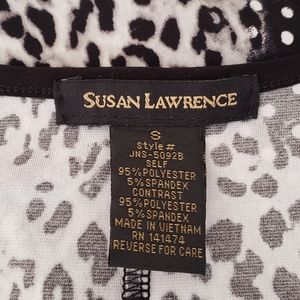 SUSAN LAWRENCE
S
Style#
JNS-5092B
SELF
95%POLYESTER
5%SPANDEX
CONTRAST
95%POLYESTER
5%SPANDEX
MADE IN VIETNAM
RN 141474
REVERSE FOR CARE